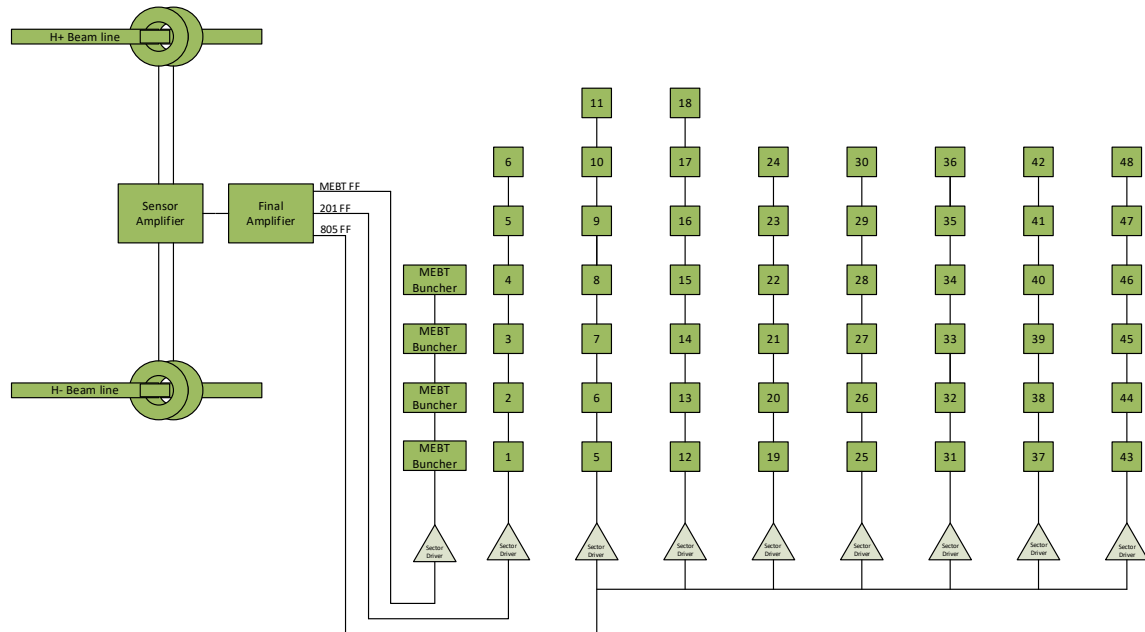 H+ Beam line
Sensor
Amplifier
Final
Amplifier
MEBT FF
201 FF
805 FF
H- Beam line
MEBT
Buncher
MEBT
Buncher
MEBT
Buncher
MEBT
Buncher
Sector
Driver
6
5
4
3
2
1
Sector
Driver
11
10
9
8
7
6
5
Sector
Driver
18
17
16
15
14
13
12
Sector
Driver
24
23
22
21
20
19
Sector
Driver
30
29
28
27
26
25
Sector
Driver
36
35
34
33
32
31
Sector
Driver
42
41
40
39
38
37
Sector
Driver
48
47
46
45
44
43
Sector
Driver